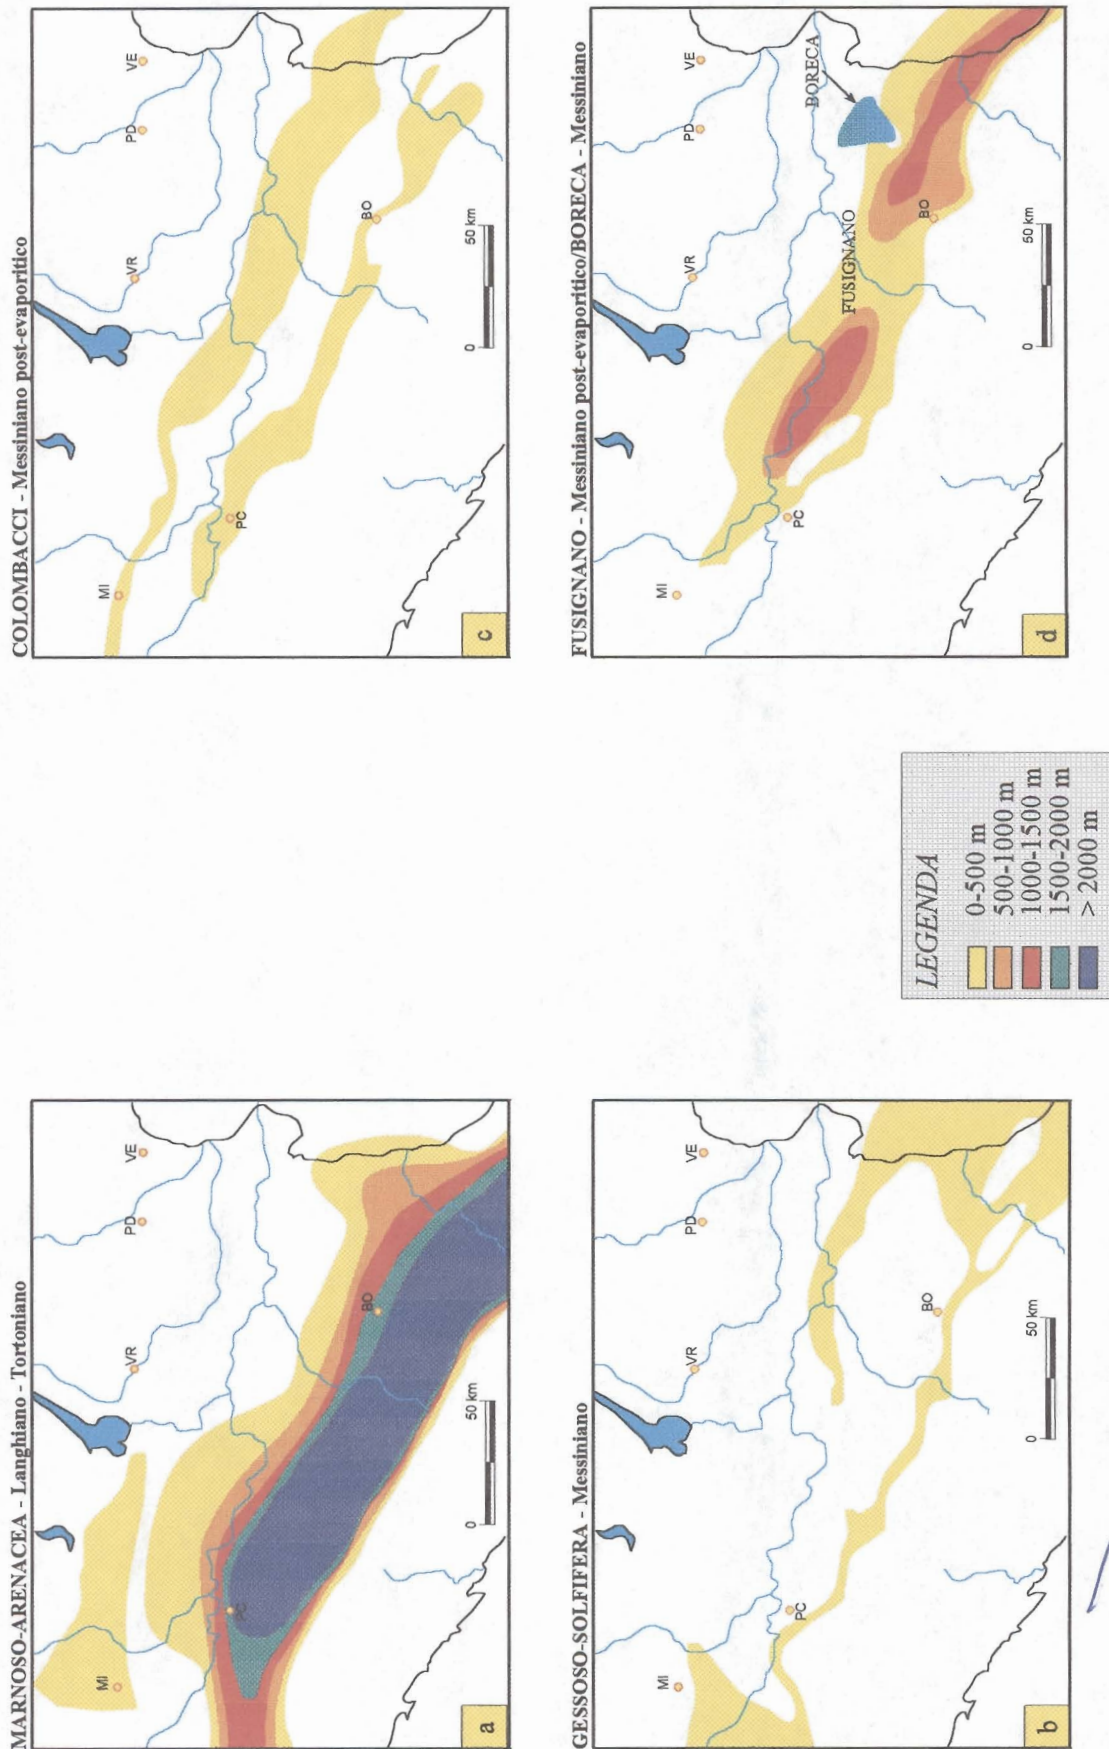 MARNOSO-ARENACEA - Langhiano - Tortoniano
MI
VR
PD
VE
PC
BO
0
50 km
a
COLOMBACCI - Messiniano post-evaporitico
MI
VR
PD
VE
PC
BO
0
50 km
c
GESSOSO-SOLFIFERA - Messiniano
MI
VR
PD
VE
PC
BO
0
50 km
b
LEGENDA
0-500 m
500-1000 m
1000-1500 m
1500-2000 m
> 2000 m
FUSIGNANO - Messiniano post-evaporitico/BORECA - Messiniano
MI
VR
PD
VE
PC
BO
FUSIGNANO
BORECA
0
50 km
d